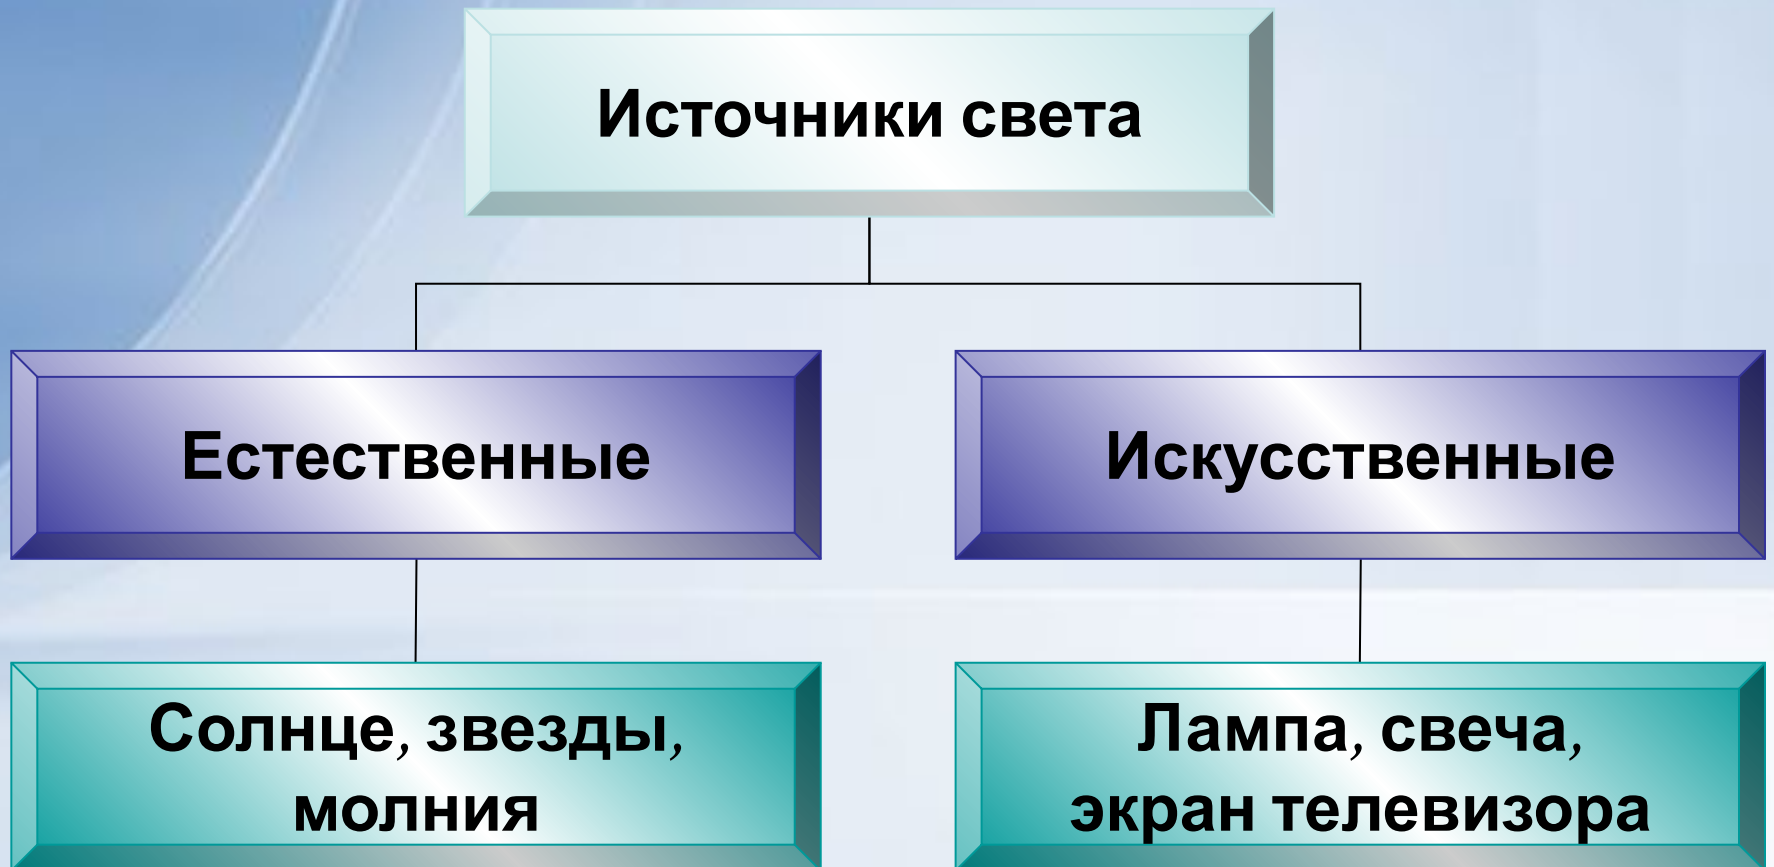 Источники света
Естественные
Искусственные
Солнце, звезды,
молния
Лампа, свеча,
экран телевизора